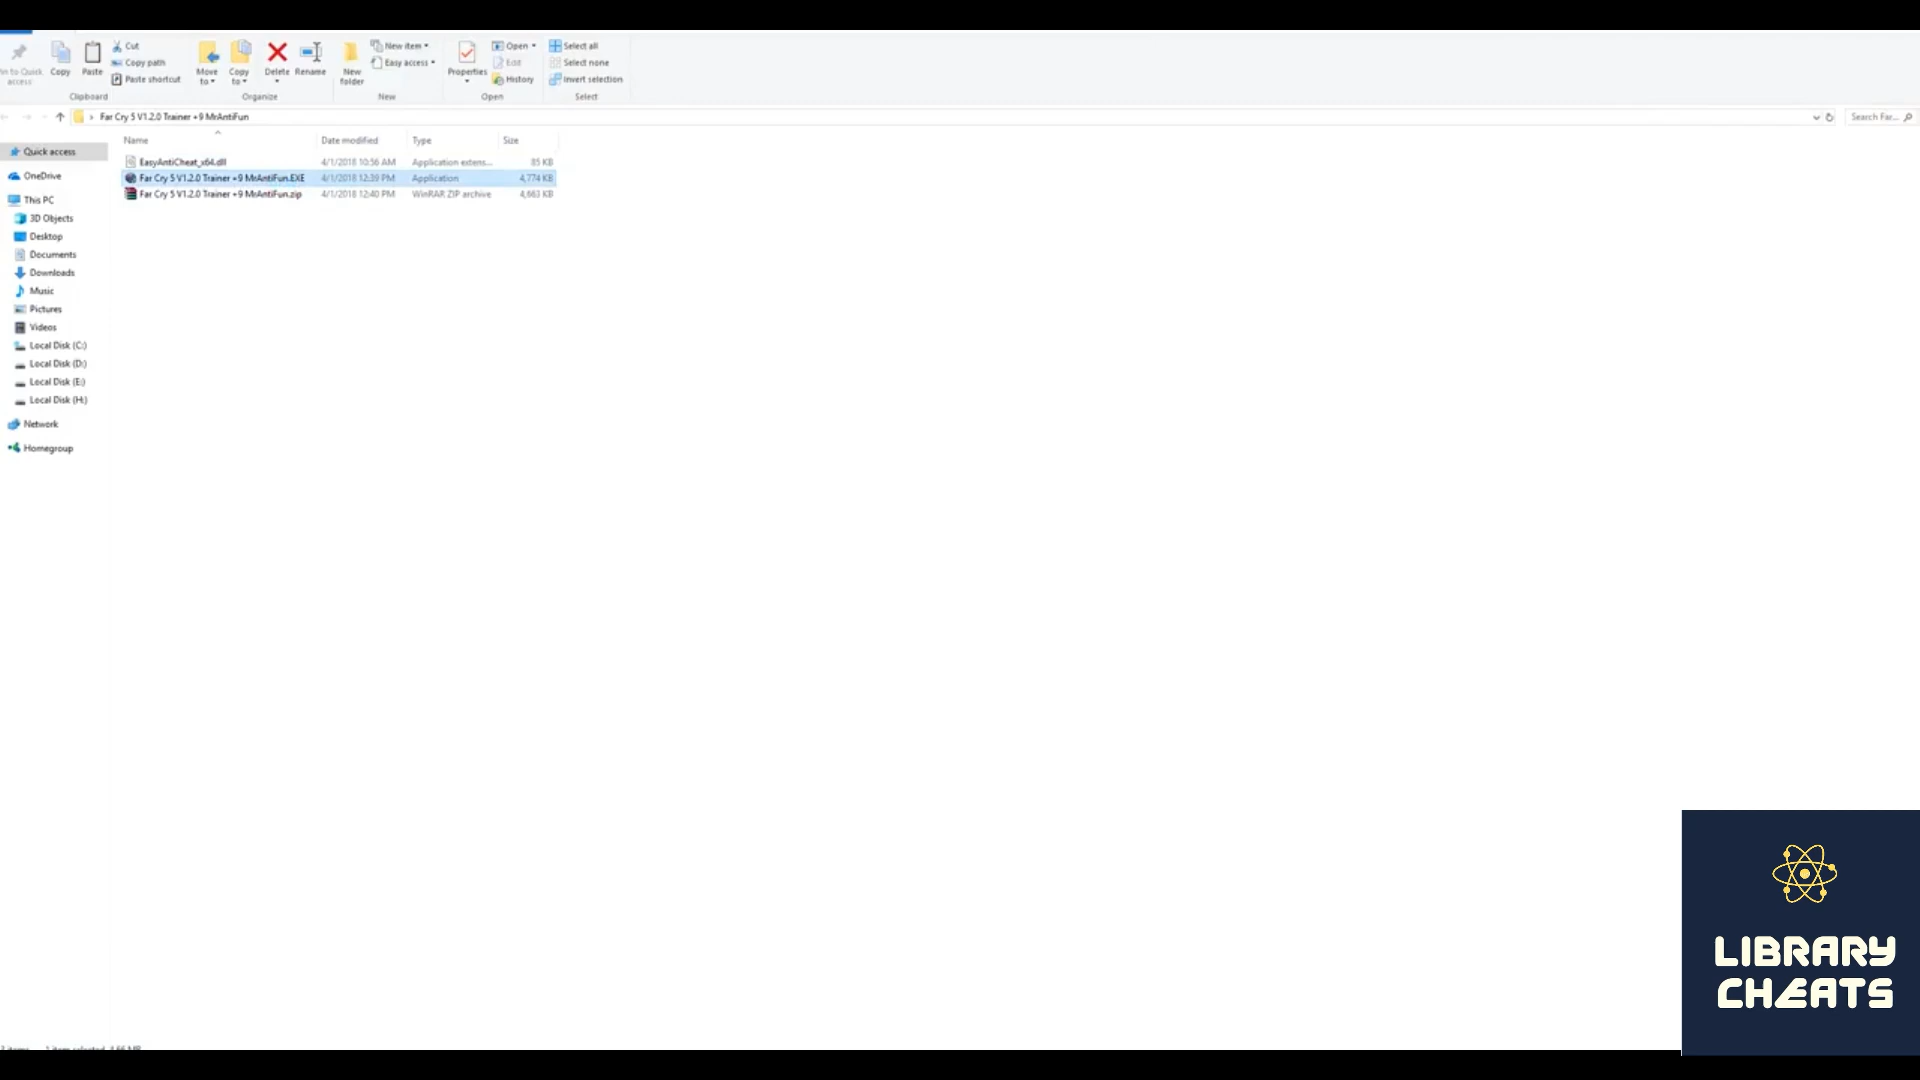 Cut
Copy path
Paste shortcut
Copy
Paste
Clipboard
Move to
Copy to
Delete
Rename
Organize
New folder
New item
Easy access
New
Properties
Open
Edit
History
Open
Select all
Select none
Invert selection
Select
Far Cry 5 V1.2.0 Trainer +9 MrAntiFun
Search Far...
Name Date modified Type Size
EasyAntiCheat_x64.dll 4/1/2018 10:56 AM Application extens... 85 KB
Far Cry 5 V1.2.0 Trainer +9 MrAntiFun.EXE 4/1/2018 12:39 PM Application 4,774 KB
Far Cry 5 V1.2.0 Trainer +9 MrAntiFun.zip 4/1/2018 12:40 PM WinRAR ZIP archive 4,663 KB
Quick access
OneDrive
This PC
3D Objects
Desktop
Documents
Downloads
Music
Pictures
Videos
Local Disk (C:)
Local Disk (D:)
Local Disk (E:)
Local Disk (H:)
Network
Homegroup
LIBRARY
CHEATS